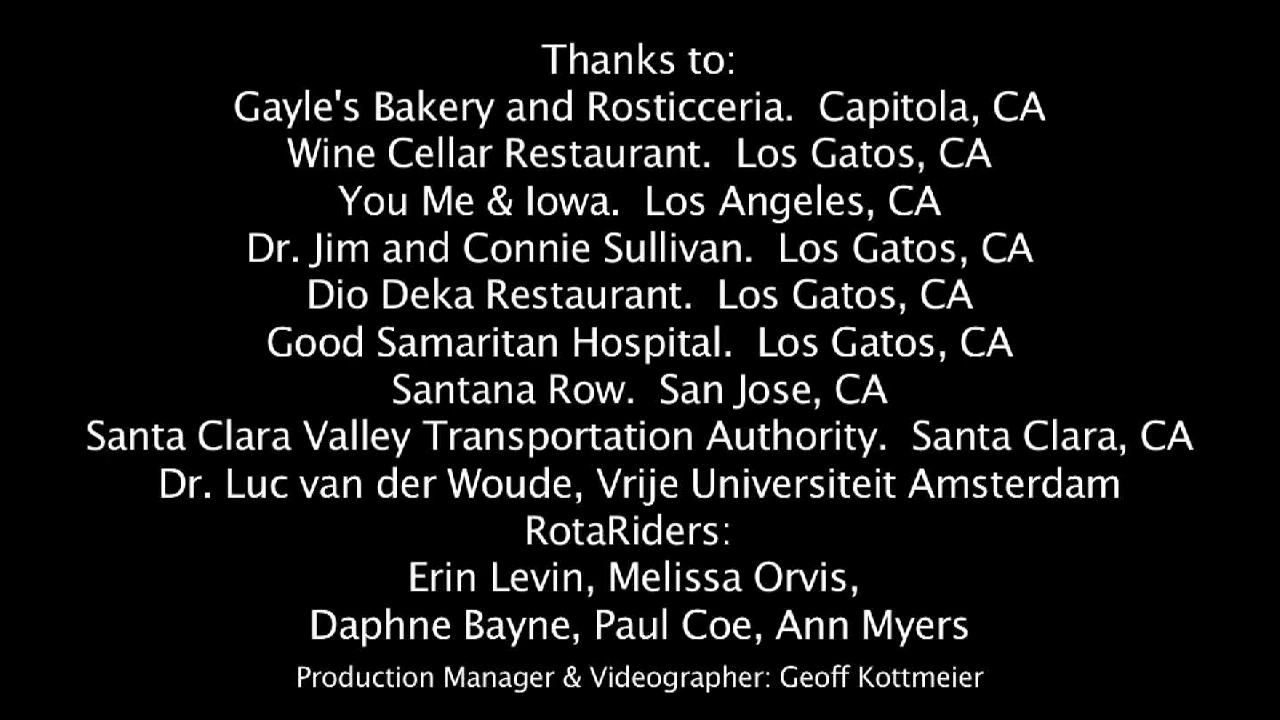 Thanks to:
Gayle's Bakery and Rosticceria.  Capitola, CA
Wine Cellar Restaurant.  Los Gatos, CA
You Me & Iowa.  Los Angeles, CA
Dr. Jim and Connie Sullivan.  Los Gatos, CA
Dio Deka Restaurant.  Los Gatos, CA
Good Samaritan Hospital.  Los Gatos, CA
Santana Row.  San Jose, CA
Santa Clara Valley Transportation Authority.  Santa Clara, CA
Dr. Luc van der Woude, Vrije Universiteit Amsterdam
RotaRiders:
Erin Levin, Melissa Orvis,
Daphne Bayne, Paul Coe, Ann Myers
Production Manager & Videographer: Geoff Kottmeier